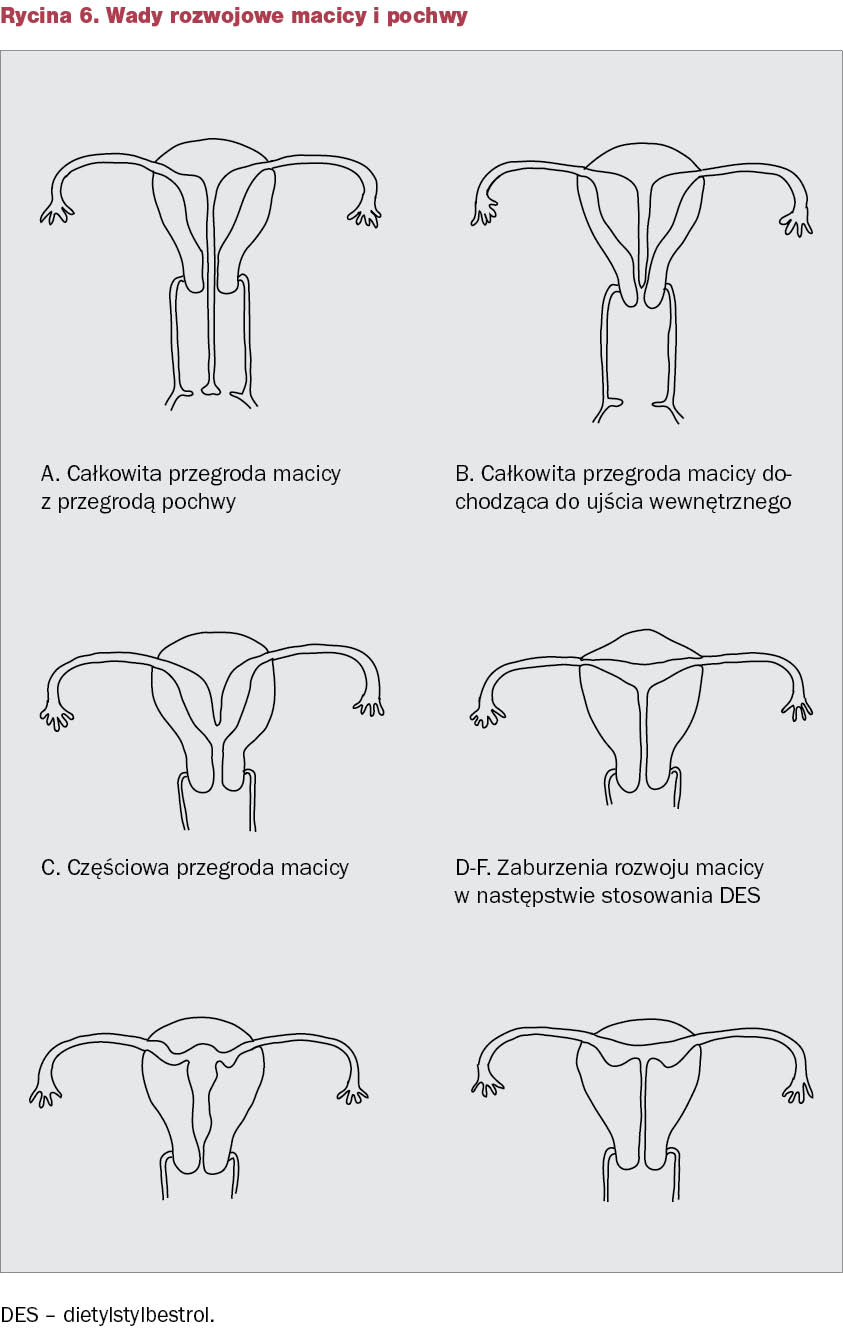 Rycina 6. Wady rozwojowe macicy i pochwy
A. Całkowita przegroda macicy
z przegrodą pochwy
B. Całkowita przegroda macicy do-
chodząca do ujścia wewnętrznego
C. Częściowa przegroda macicy
D-F. Zaburzenia rozwoju macicy
w następstwie stosowania DES
DES – dietylstylbestrol.